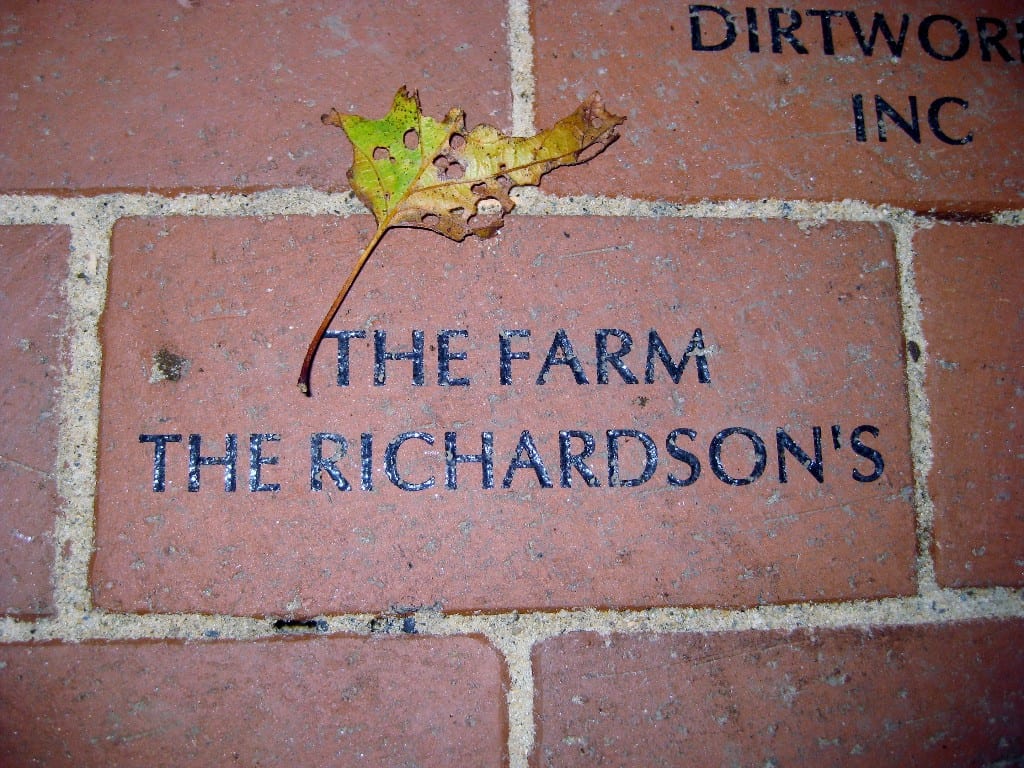 DIRTWOR
INC
THE FARM
THE RICHARDSON'S